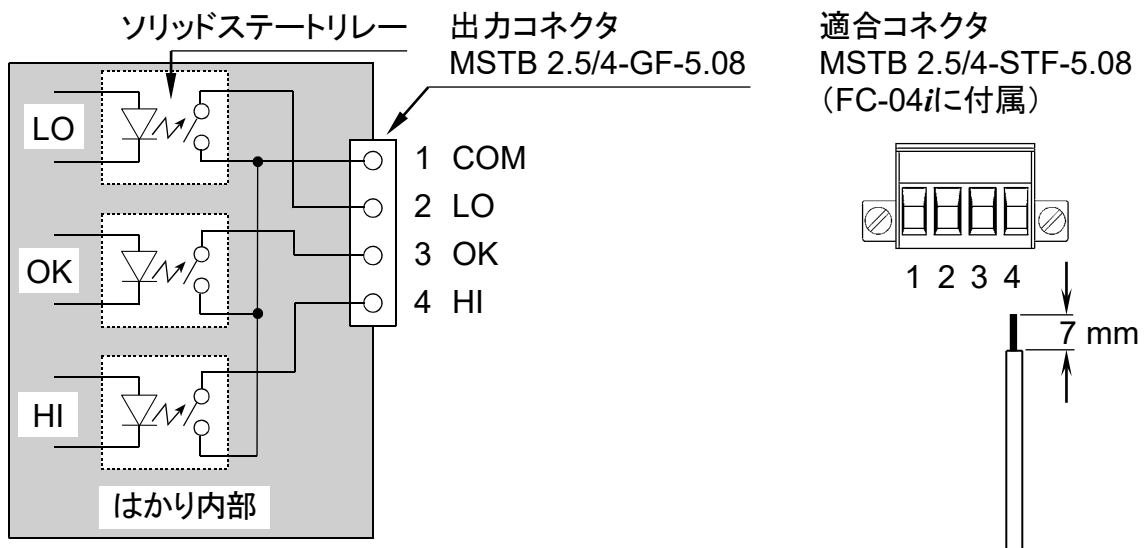 ソリッドステートリレー
出力コネクタ
MSTB 2.5/4-GF-5.08
適合コネクタ
MSTB 2.5/4-STF-5.08
(FC-04iに付属)
LO
OK
HI
はかり内部
1 COM
2 LO
3 OK
4 HI
1 2 3 4
7 mm